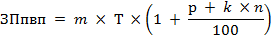 ЗПпвп = m × T × (1 + (p + k × n)/100)